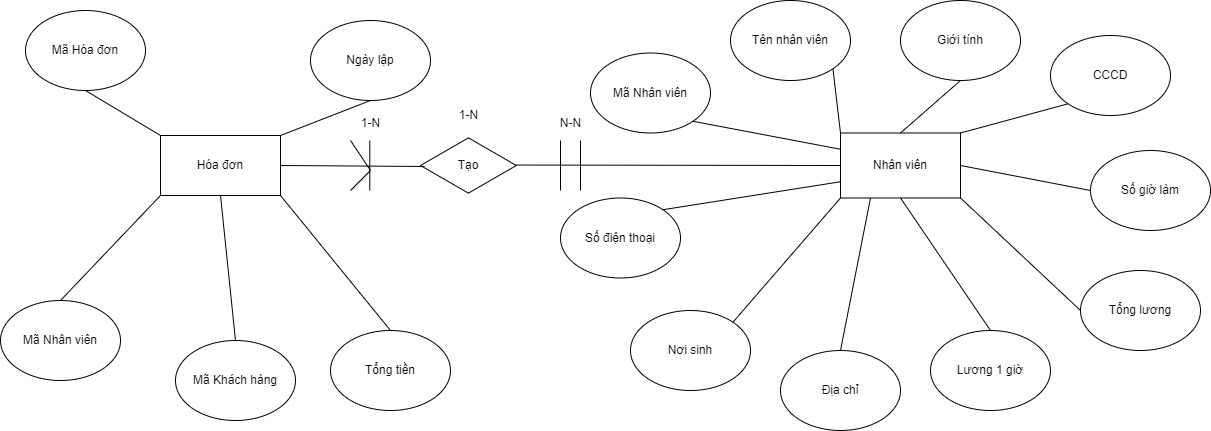 Mã Hóa đơn
Ngày lập
Tên nhân viên
Giới tính
CCCD
Mã Nhân viên
1-N
1-N
N-N
Hóa đơn
Tạo
Nhân viên
Số giờ làm
Số điện thoại
Tổng lương
Mã Nhân viên
Mã Khách hàng
Tổng tiền
Nơi sinh
Địa chỉ
Lương 1 giờ